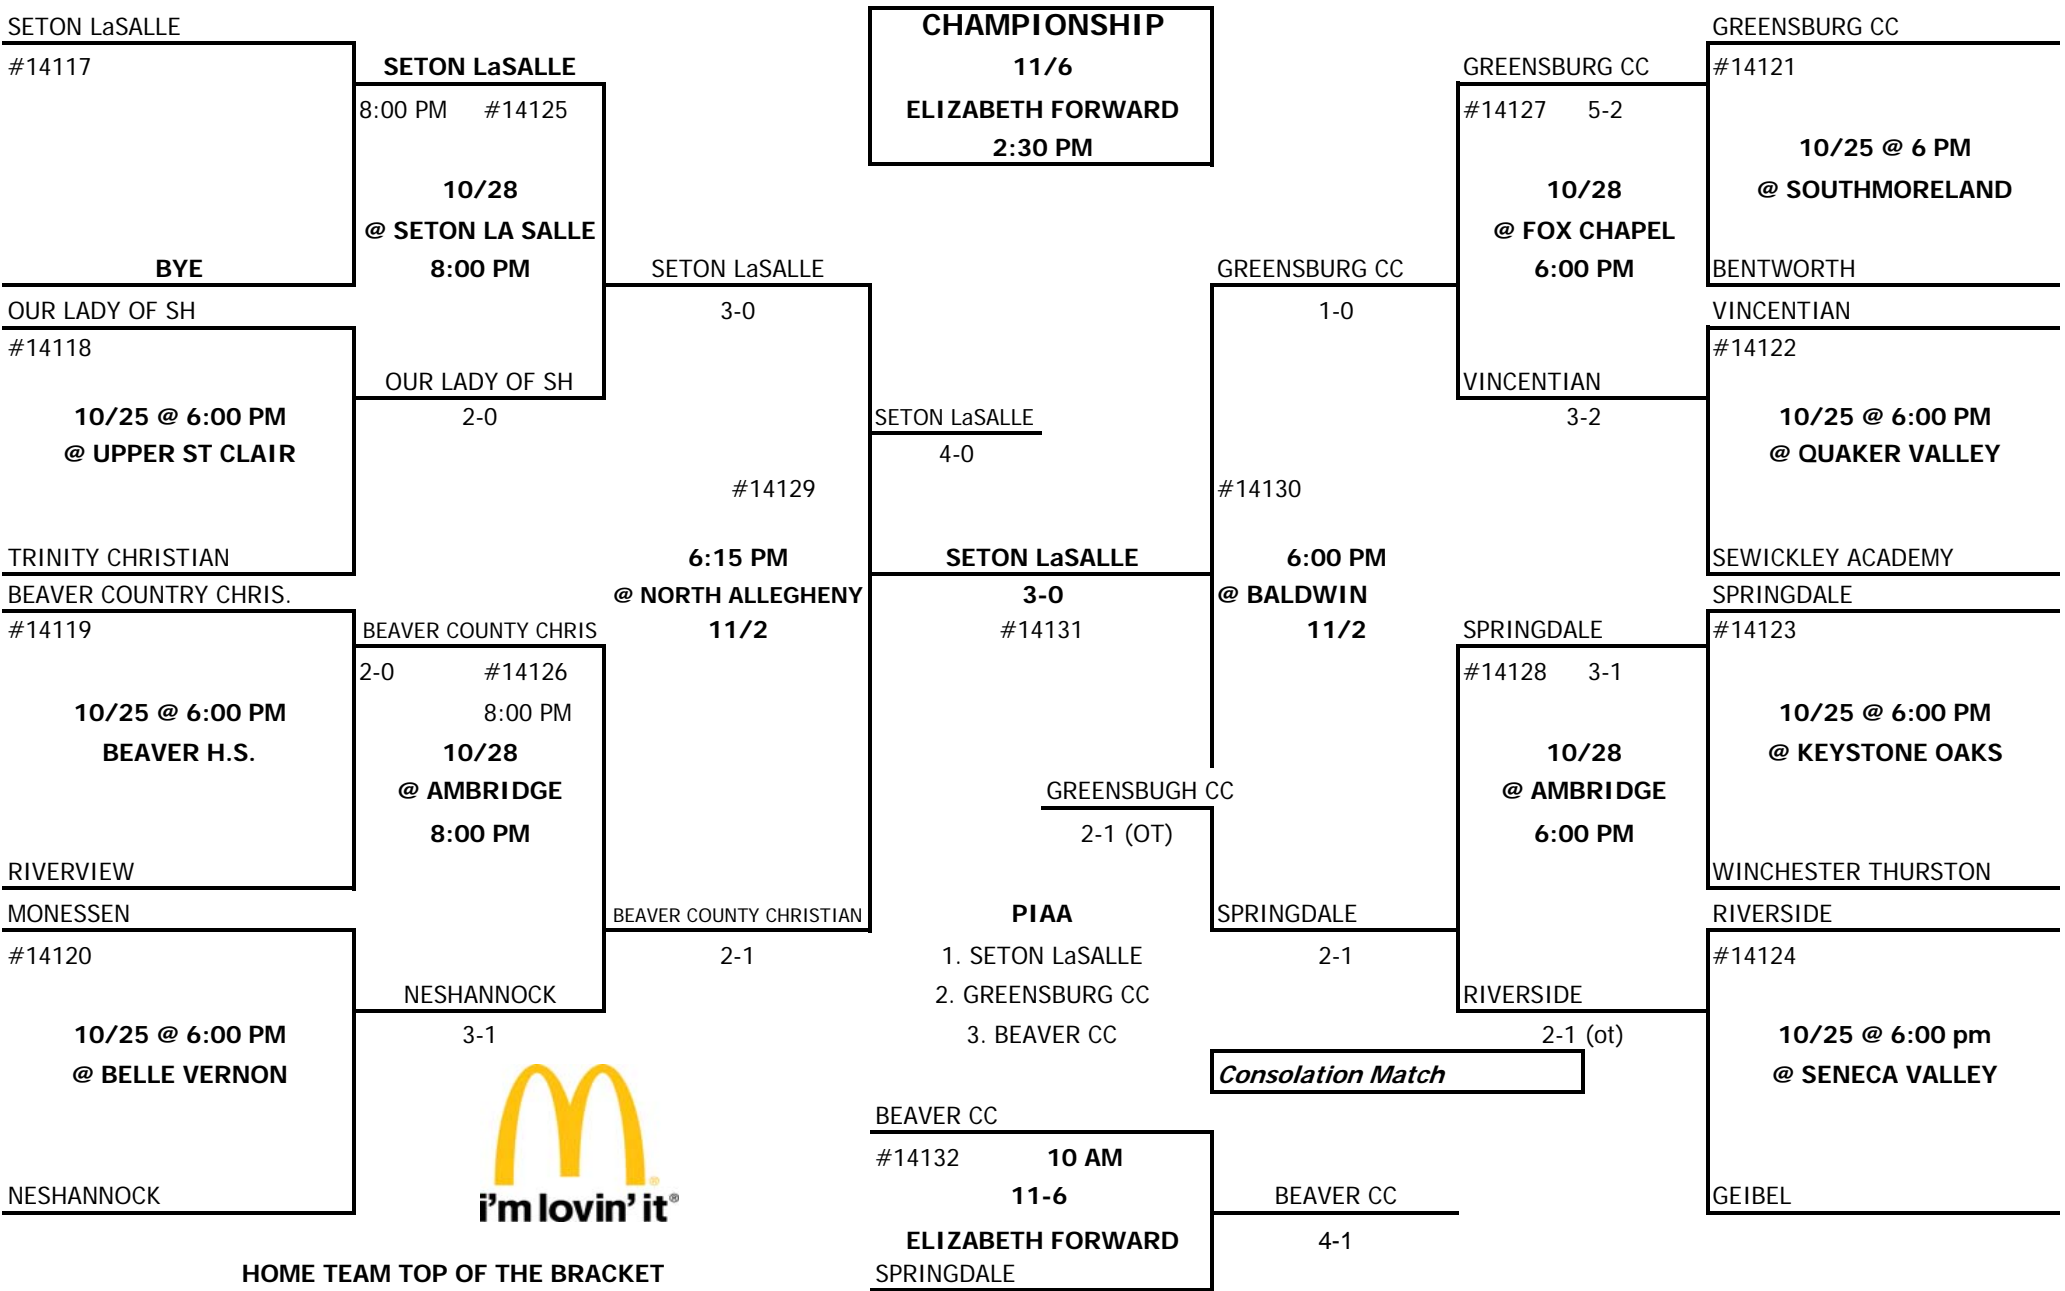 SETON LaSALLE
#14117
BYE
OUR LADY OF SH
#14118
10/25 @ 6:00 PM
@ UPPER ST CLAIR
TRINITY CHRISTIAN
BEAVER COUNTRY CHRIS.
#14119
10/25 @ 6:00 PM
BEAVER H.S.
RIVERVIEW
MONESSEN
#14120
10/25 @ 6:00 PM
@ BELLE VERNON
NESHANNOCK
SETON LaSALLE
8:00 PM #14125
10/28
@ SETON LA SALLE
8:00 PM
OUR LADY OF SH
2-0
BEAVER COUNTY CHRIS
2-0 #14126
8:00 PM
10/28
@ AMBRIDGE
8:00 PM
NESHANNOCK
3-1
SETON LaSALLE
3-0
#14129
6:15 PM
@ NORTH ALLEGHENY
11/2
BEAVER COUNTY CHRISTIAN
2-1
CHAMPIONSHIP
11/6
ELIZABETH FORWARD
2:30 PM
SETON LaSALLE
4-0
SETON LaSALLE
3-0
#14131
GREENSBUGH CC
2-1 (OT)
PIAA
1. SETON LaSALLE
2. GREENSBURG CC
3. BEAVER CC
GREENSBURG CC
1-0
#14130
6:00 PM
@ BALDWIN
11/2
SPRINGDALE
2-1
GREENSBURG CC
#14127 5-2
10/28
@ FOX CHAPEL
6:00 PM
VINCENTIAN
3-2
SPRINGDALE
#14128 3-1
10/28
@ AMBRIDGE
6:00 PM
RIVERSIDE
2-1 (ot)
GREENSBURG CC
#14121
10/25 @ 6 PM
@ SOUTHMORELAND
BENTWORTH
VINCENTIAN
#14122
10/25 @ 6:00 PM
@ QUAKER VALLEY
SEWICKLEY ACADEMY
SPRINGDALE
#14123
10/25 @ 6:00 PM
@ KEYSTONE OAKS
WINCHESTER THURSTON
RIVERSIDE
#14124
10/25 @ 6:00 pm
@ SENECA VALLEY
GEIBEL
Consolation Match
BEAVER CC
#14132 10 AM
11-6
ELIZABETH FORWARD
SPRINGDALE
BEAVER CC
4-1
i'm lovin' it®
HOME TEAM TOP OF THE BRACKET